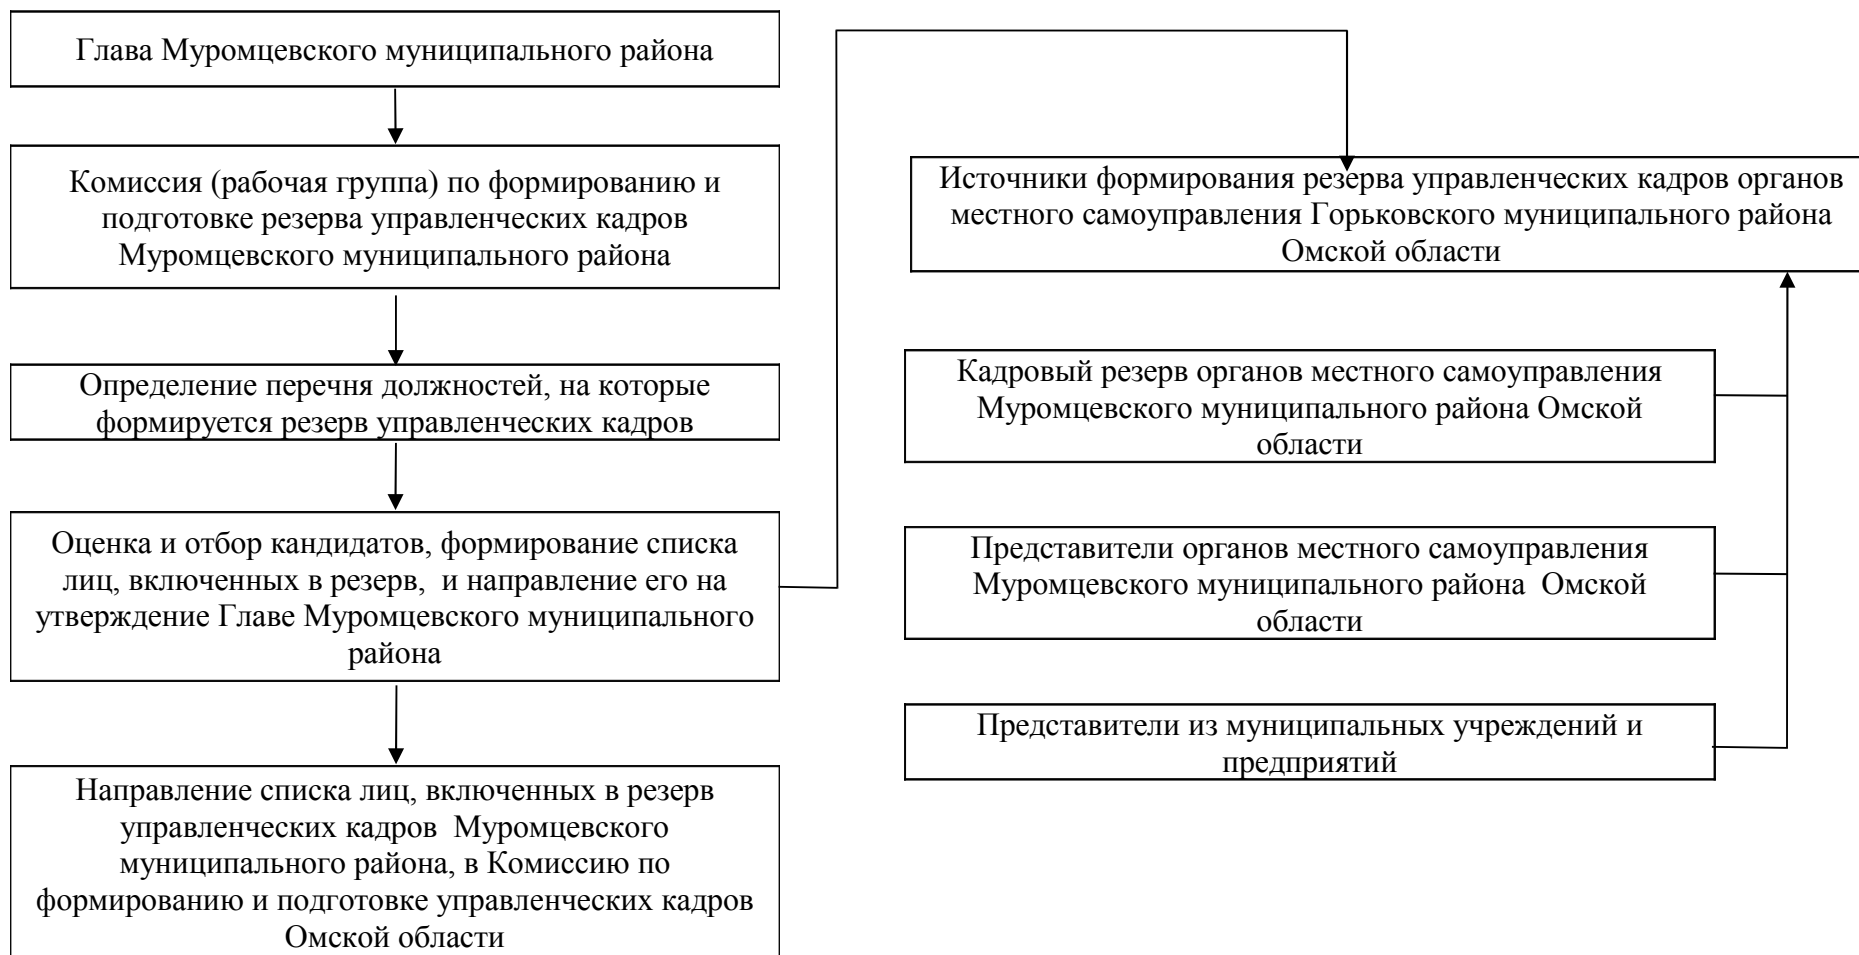 Глава Муромцевского муниципального района
Комиссия (рабочая группа) по формированию и
подготовке резерва управленческих кадров
Муромцевского муниципального района
Определение перечня должностей, на которые
формируется резерв управленческих кадров
Оценка и отбор кандидатов, формирование списка
лиц, включенных в резерв,  и направление его на
утверждение Главе Муромцевского муниципального
района
Направление списка лиц, включенных в резерв
управленческих кадров  Муромцевского
муниципального района, в Комиссию по
формированию и подготовке управленческих кадров
Омской области
Источники формирования резерва управленческих кадров органов
местного самоуправления Горьковского муниципального района
Омской области
Кадровый резерв органов местного самоуправления
Муромцевского муниципального района Омской
области
Представители органов местного самоуправления
Муромцевского муниципального района  Омской
области
Представители из муниципальных учреждений и
предприятий